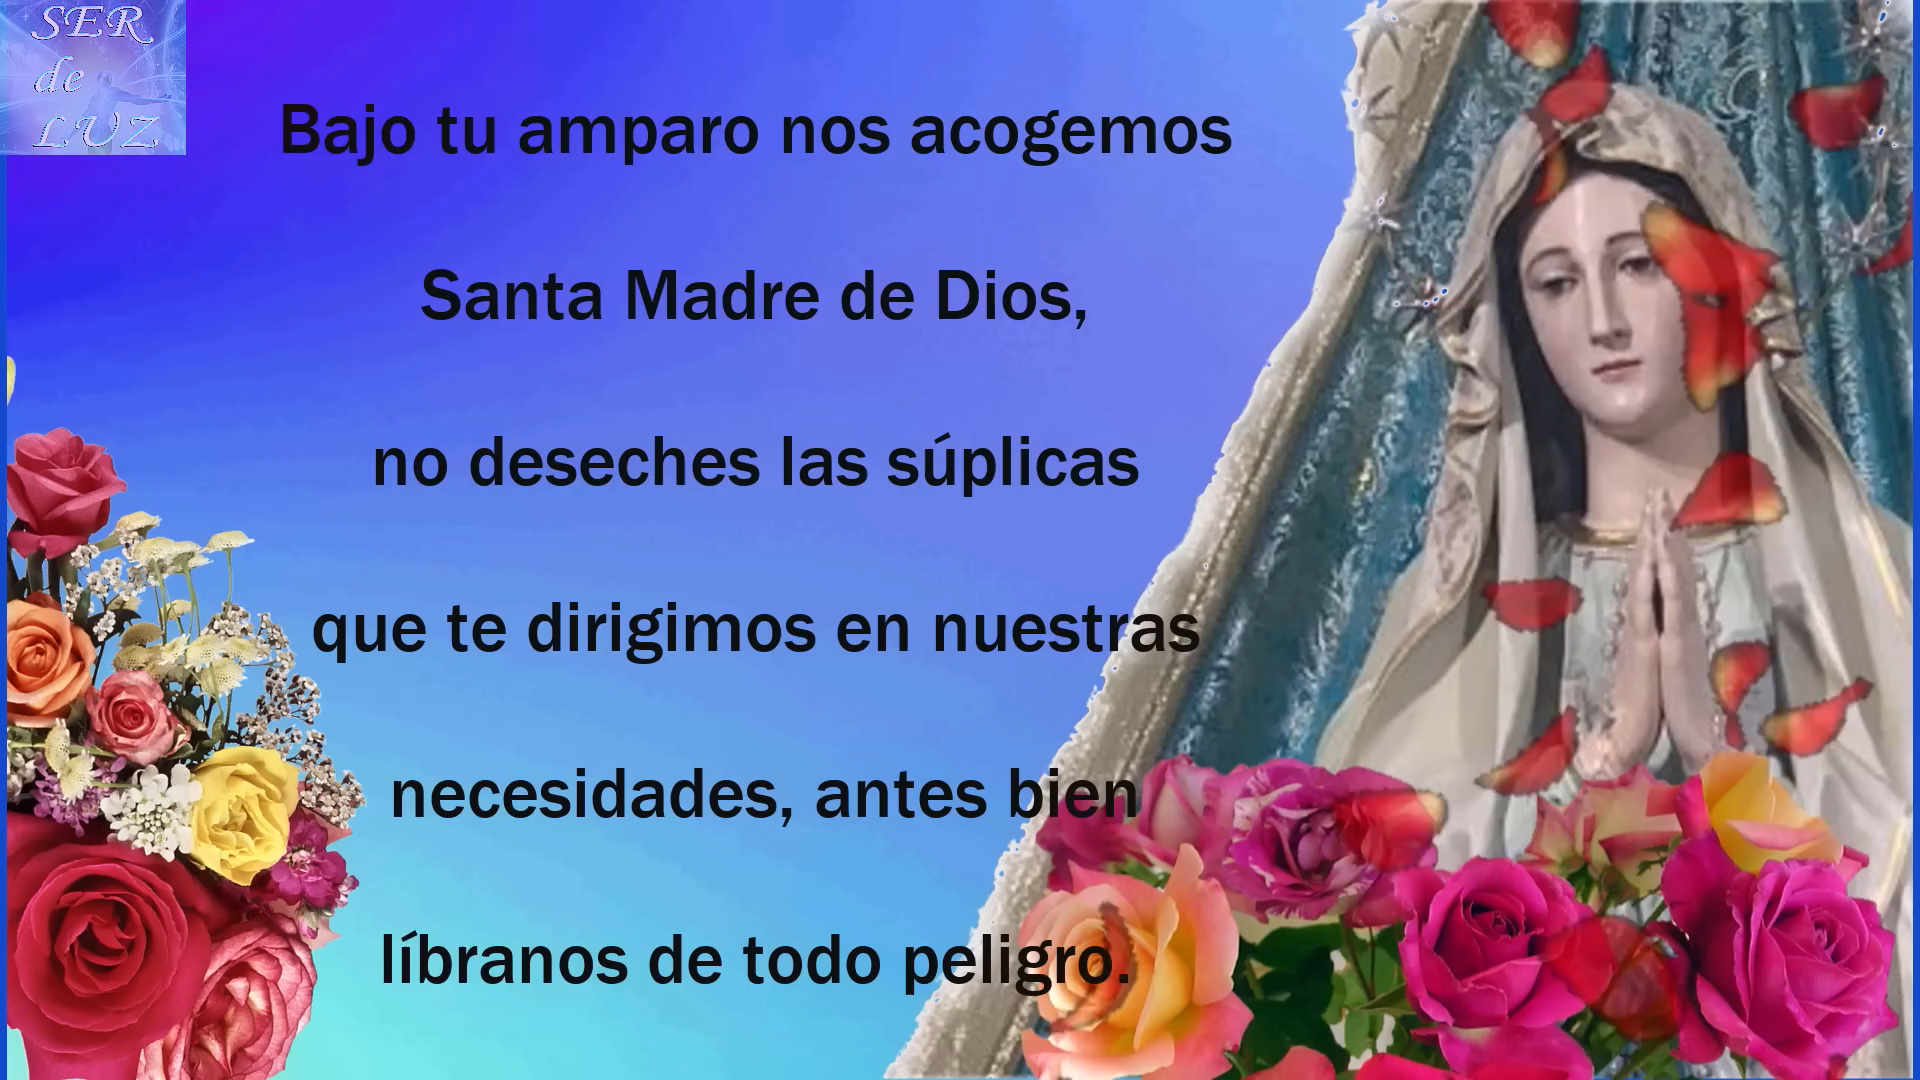 SER
de
LUZ
Bajo tu amparo nos acogemos
Santa Madre de Dios,
no deseches las súplicas
que te dirigimos en nuestras
necesidades, antes bien
líbranos de todo peligro.